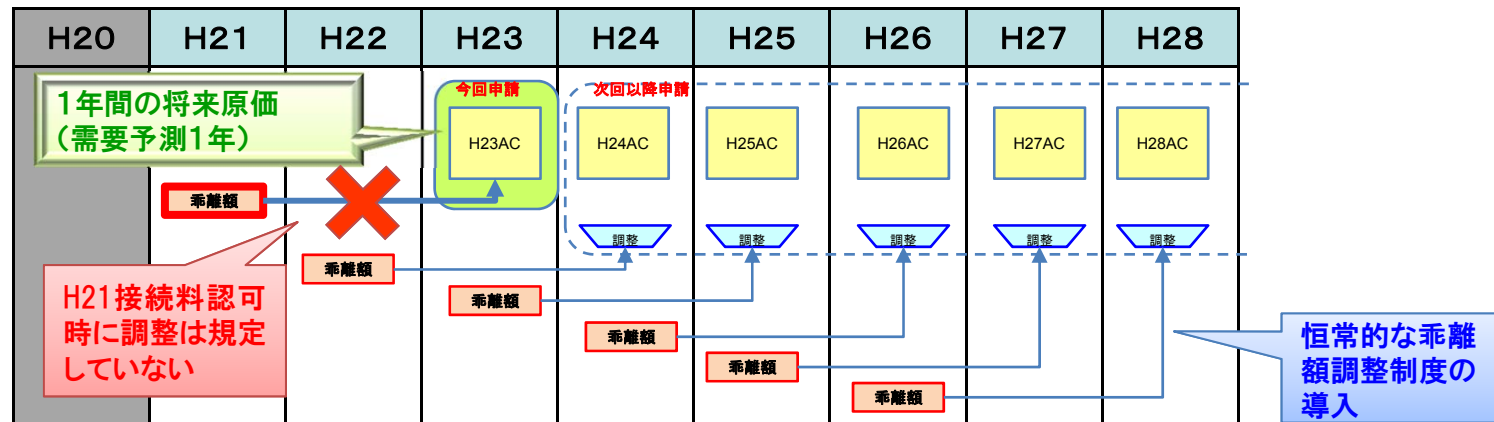 H20 H21 H22 H23 H24 H25 H26 H27 H28
1年間の将来原価
（需要予測1年）
今回申請
次回以降申請
H23AC H24AC H25AC H26AC H27AC H28AC
乖離額
調整 調整 調整 調整 調整
乖離額
乖離額
乖離額
乖離額
乖離額
H21接続料認可
時に調整は規定
していない
恒常的な乖離
額調整制度の
導入